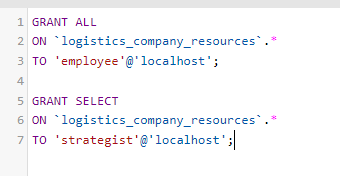 1 GRANT ALL
2 ON `logistics_company_resources`.*
3 TO 'employee'@'localhost';
4
5 GRANT SELECT
6 ON `logistics_company_resources`.*
7 TO 'strategist'@'localhost';